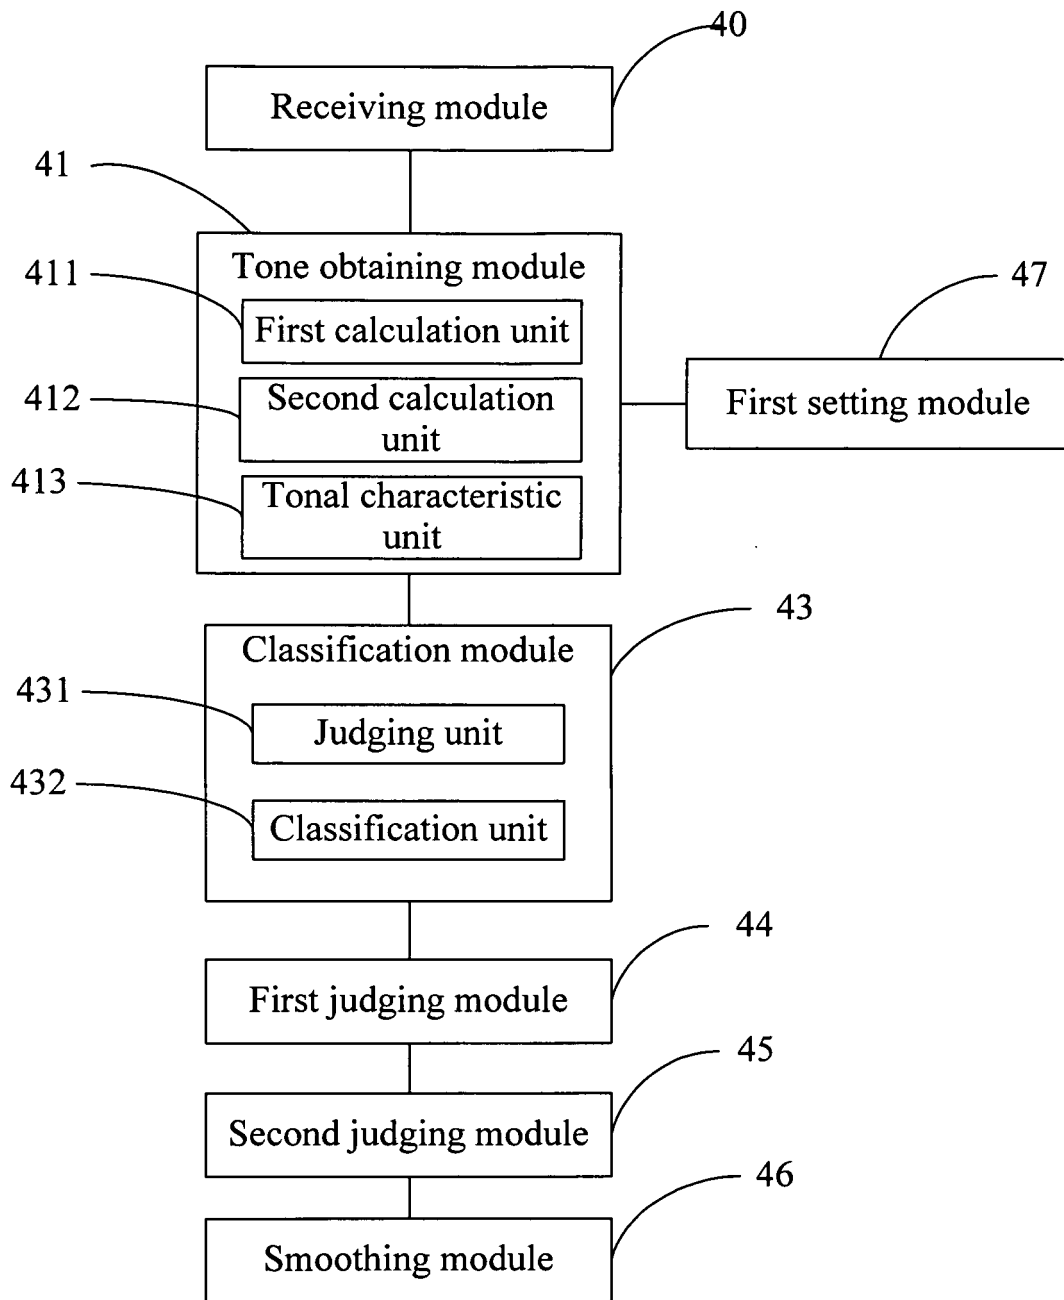 40
Receiving module
41
Tone obtaining module
411
First calculation unit
47
412
Second calculation
unit
First setting module
413
Tonal characteristic
unit
43
Classification module
431
Judging unit
432
Classification unit
44
First judging module
45
Second judging module
46
Smoothing module